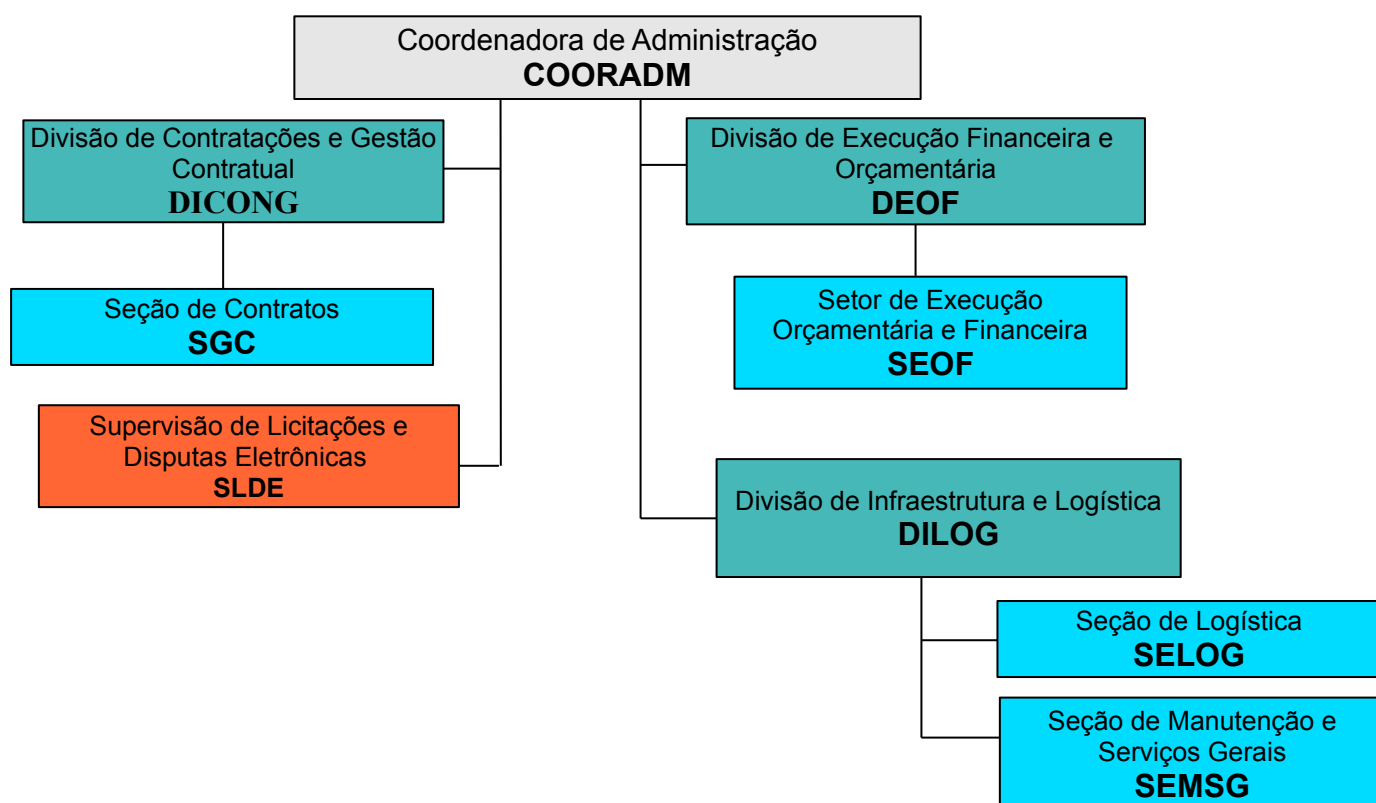 Coordenadora de Administração
COORADM
Divisão de Contratações e Gestão
Contratual
DICONG
Divisão de Execução Financeira e
Orçamentária
DEOF
Seção de Contratos
SGC
Setor de Execução
Orçamentária e Financeira
SEOF
Supervisão de Licitações e
Disputas Eletrônicas
SLDE
Divisão de Infraestrutura e Logística
DILOG
Seção de Logística
SELOG
Seção de Manutenção e
Serviços Gerais
SEMSG